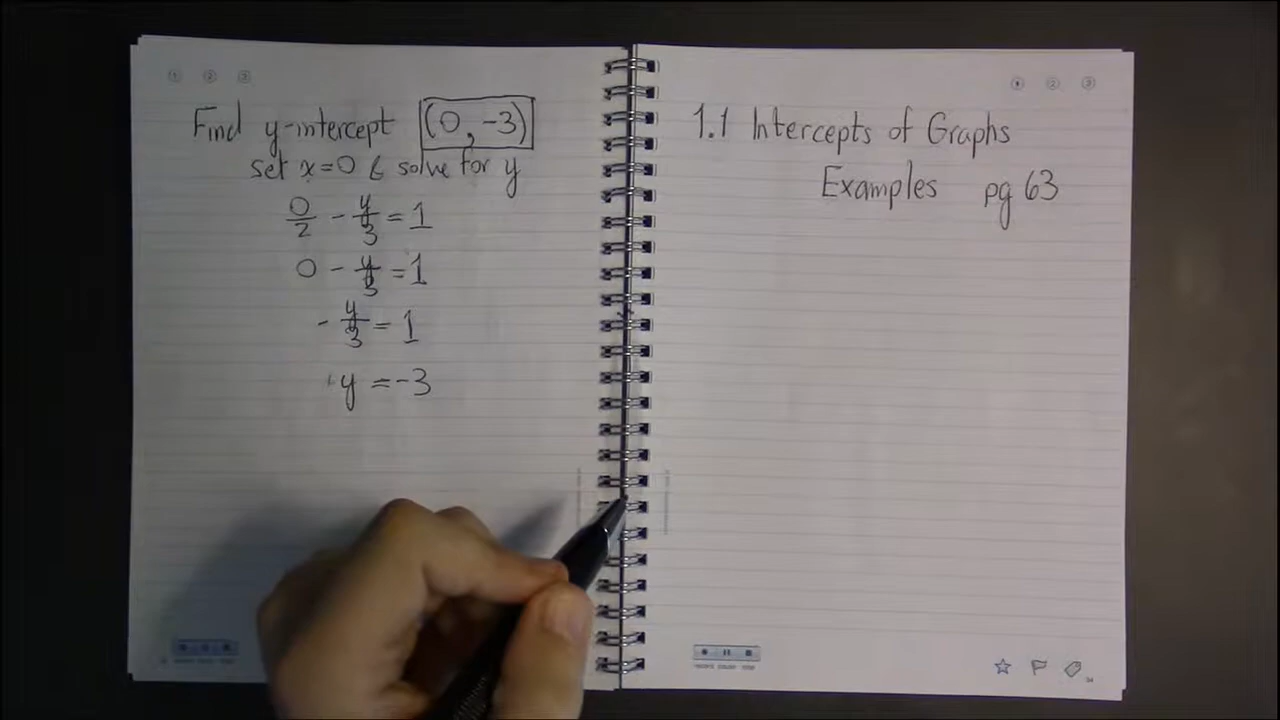 Find y-intercept (0, -3)
set x=0 & solve for y
0/2 - y/3 = 1
0 - y/3 = 1
- y/3 = 1
y = -3
1.1 Intercepts of Graphs
Examples pg 63